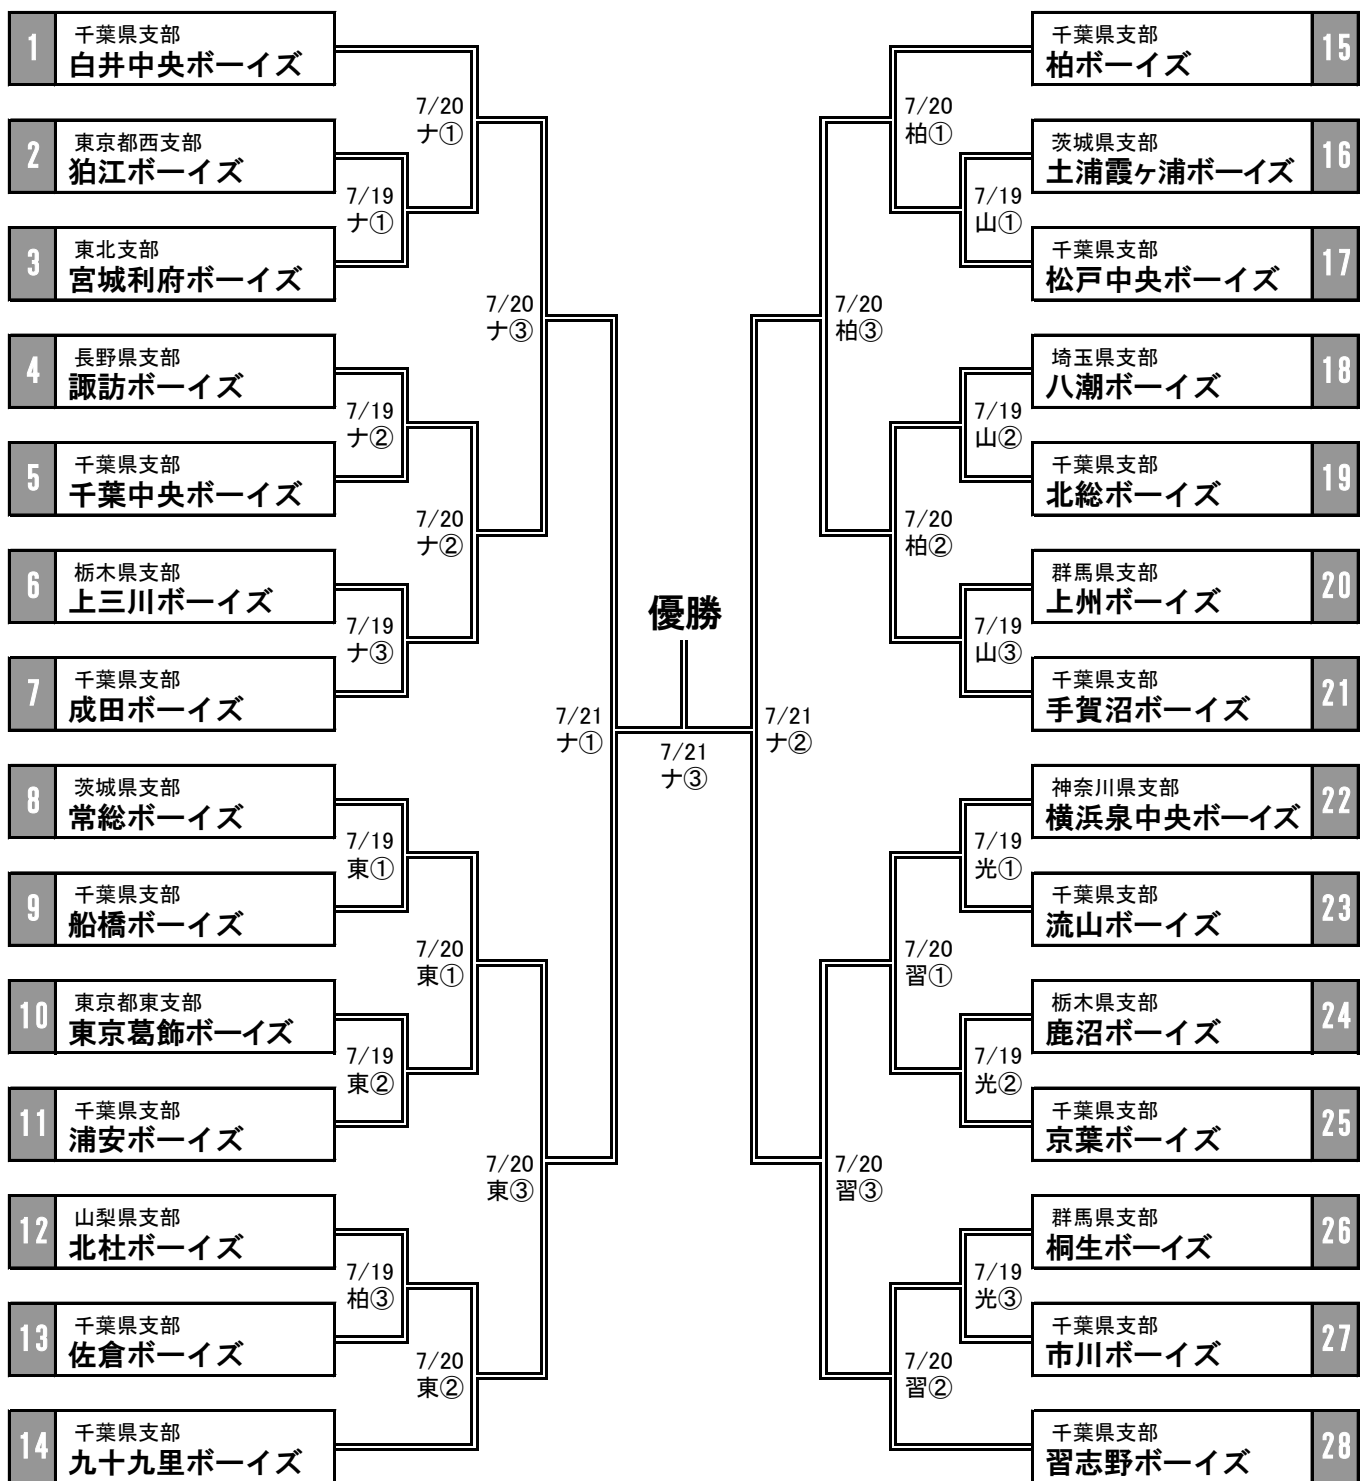 1
千葉県支部
白井中央ボーイズ
2
東京都西支部
狛江ボーイズ
3
東北支部
宮城利府ボーイズ
4
長野県支部
諏訪ボーイズ
5
千葉県支部
千葉中央ボーイズ
6
栃木県支部
上三川ボーイズ
7
千葉県支部
成田ボーイズ
8
茨城県支部
常総ボーイズ
9
千葉県支部
船橋ボーイズ
10
東京都東支部
東京葛飾ボーイズ
11
千葉県支部
浦安ボーイズ
12
山梨県支部
北杜ボーイズ
13
千葉県支部
佐倉ボーイズ
14
千葉県支部
九十九里ボーイズ
7/19
ナ①
7/19
ナ②
7/19
ナ③
7/19
東①
7/19
東②
7/19
柏③
7/20
ナ①
7/20
ナ②
7/20
東①
7/20
東②
7/20
ナ③
7/20
東③
7/21
ナ①
優勝
7/21
ナ③
7/21
ナ②
7/20
柏③
7/20
習③
7/20
柏①
7/20
柏②
7/20
習①
7/20
習②
7/19
山①
7/19
山②
7/19
山③
7/19
光①
7/19
光②
7/19
光③
千葉県支部
柏ボーイズ
15
茨城県支部
土浦霞ヶ浦ボーイズ
16
千葉県支部
松戸中央ボーイズ
17
埼玉県支部
八潮ボーイズ
18
千葉県支部
北総ボーイズ
19
群馬県支部
上州ボーイズ
20
千葉県支部
手賀沼ボーイズ
21
神奈川県支部
横浜泉中央ボーイズ
22
千葉県支部
流山ボーイズ
23
栃木県支部
鹿沼ボーイズ
24
千葉県支部
京葉ボーイズ
25
群馬県支部
桐生ボーイズ
26
千葉県支部
市川ボーイズ
27
千葉県支部
習志野ボーイズ
28